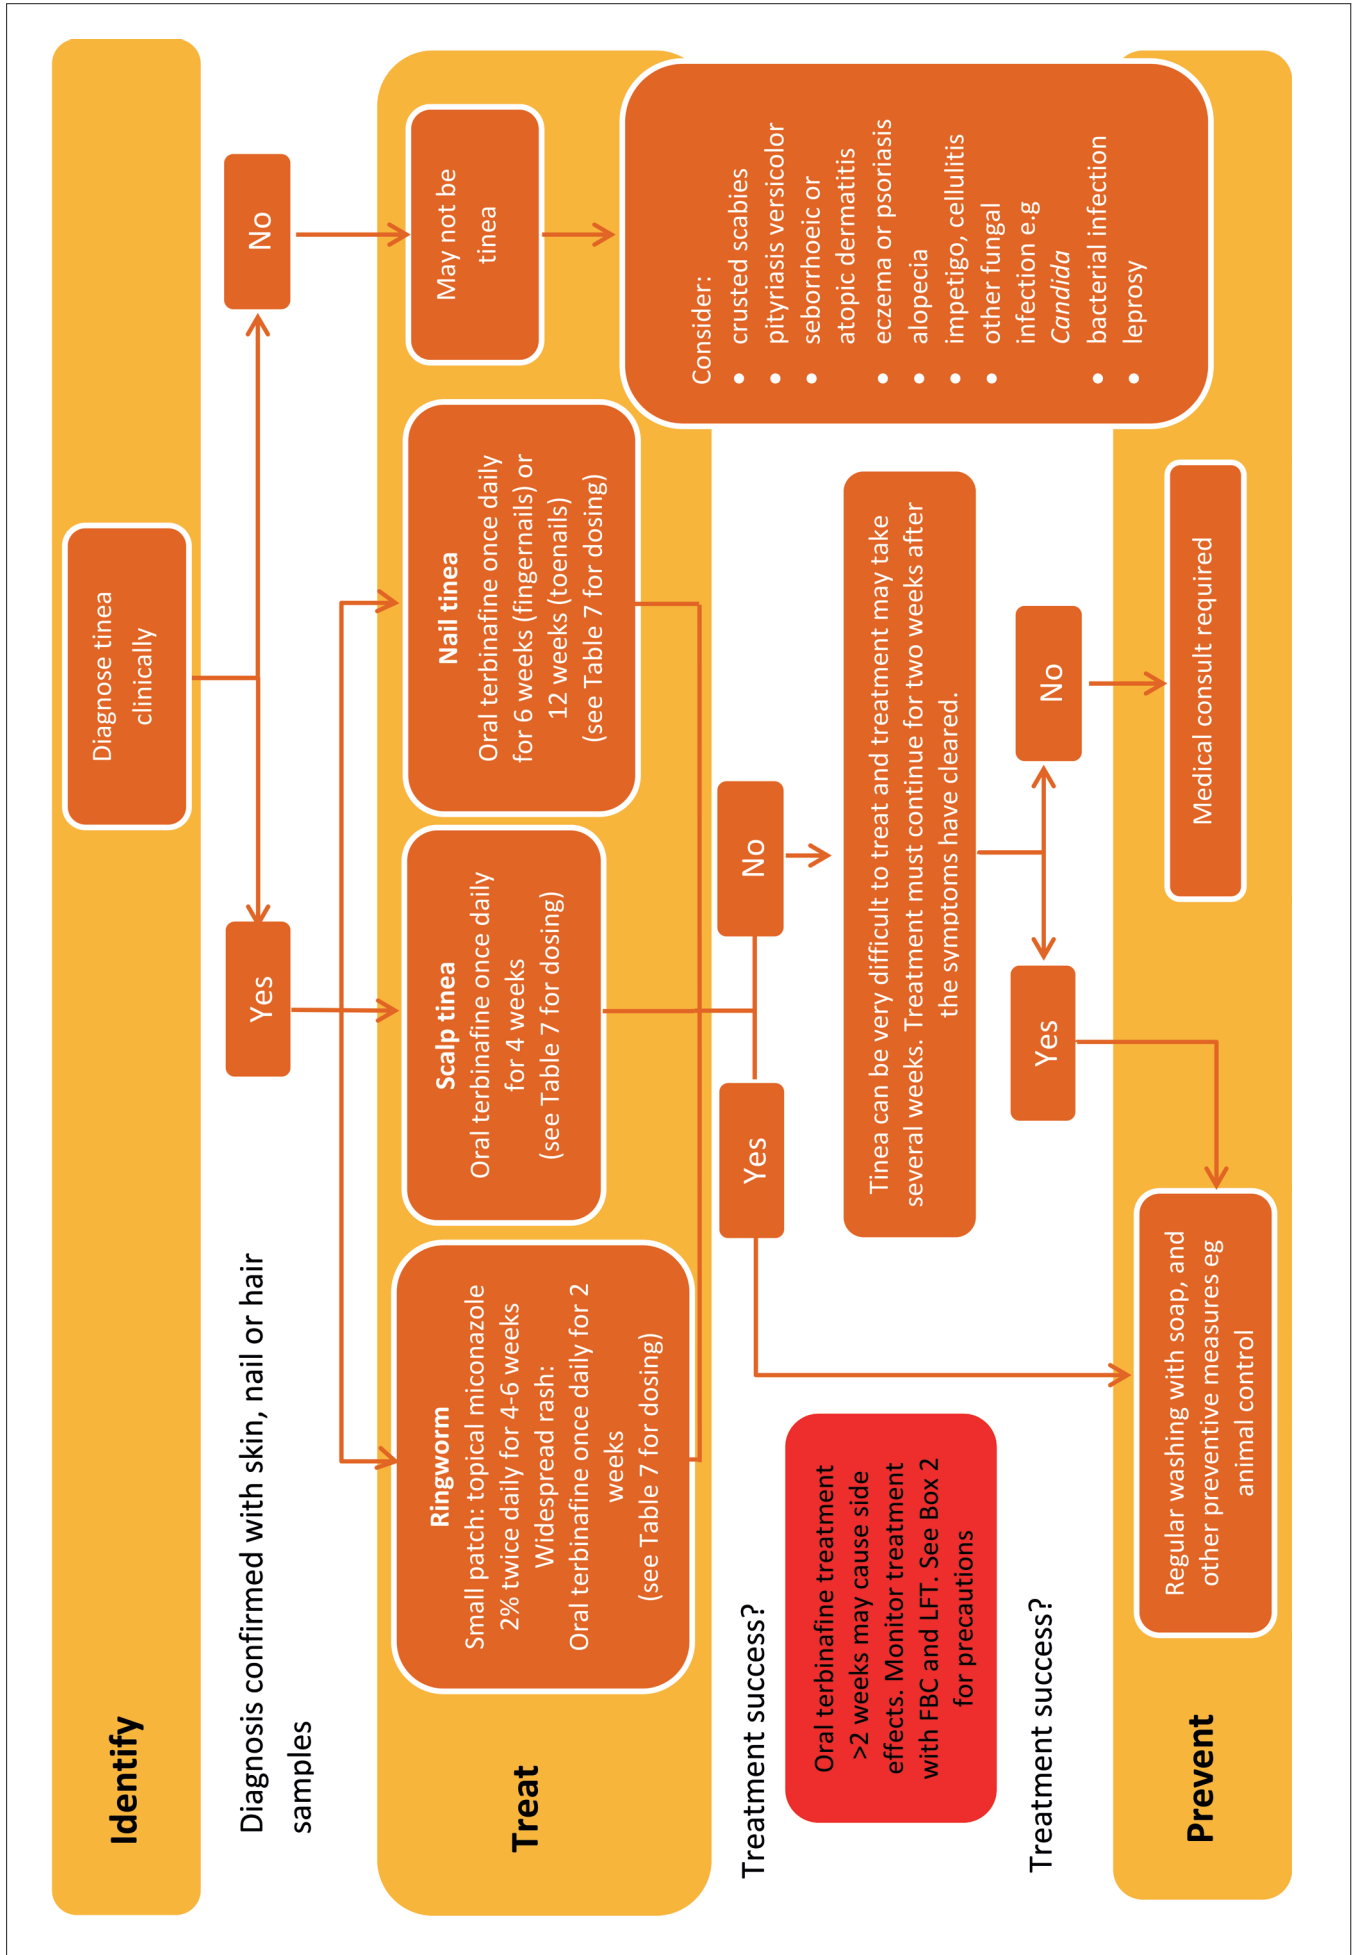 Identify
Diagnose tinea
clinically
Diagnosis confirmed with skin, nail or hair
samples
Yes
No
Treat
Ringworm
Small patch: topical miconazole
2% twice daily for 4-6 weeks
Widespread rash:
Oral terbinafine once daily for 2
weeks
(see Table 7 for dosing)
Scalp tinea
Oral terbinafine once daily
for 4 weeks
(see Table 7 for dosing)
Nail tinea
Oral terbinafine once daily
for 6 weeks (fingernails) or
12 weeks (toenails)
(see Table 7 for dosing)
May not be
tinea
Consider:
• crusted scabies
• pityriasis versicolor
• seborrhoeic or
atopic dermatitis
• eczema or psoriasis
• alopecia
• impetigo, cellulitis
• other fungal
infection e.g
Candida
• bacterial infection
• leprosy
Treatment success?
Yes
No
Oral terbinafine treatment
>2 weeks may cause side
effects. Monitor treatment
with FBC and LFT. See Box 2
for precautions
Tinea can be very difficult to treat and treatment may take
several weeks. Treatment must continue for two weeks after
the symptoms have cleared.
Treatment success?
Yes
No
Prevent
Regular washing with soap, and
other preventive measures eg
animal control
Medical consult required